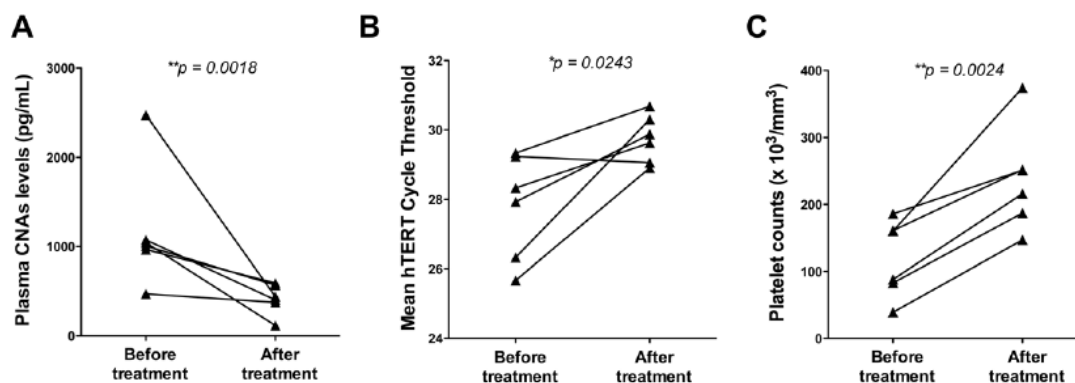 A
**p = 0.0018
Plasma CNAs levels (pg/mL)
3000
2000
1000
0
Before
treatment
After
treatment
B
*p = 0.0243
Mean hTERT Cycle Threshold
32
30
28
26
24
Before
treatment
After
treatment
C
**p = 0.0024
Platelet counts (x 10³/mm³)
400
300
200
100
0
Before
treatment
After
treatment